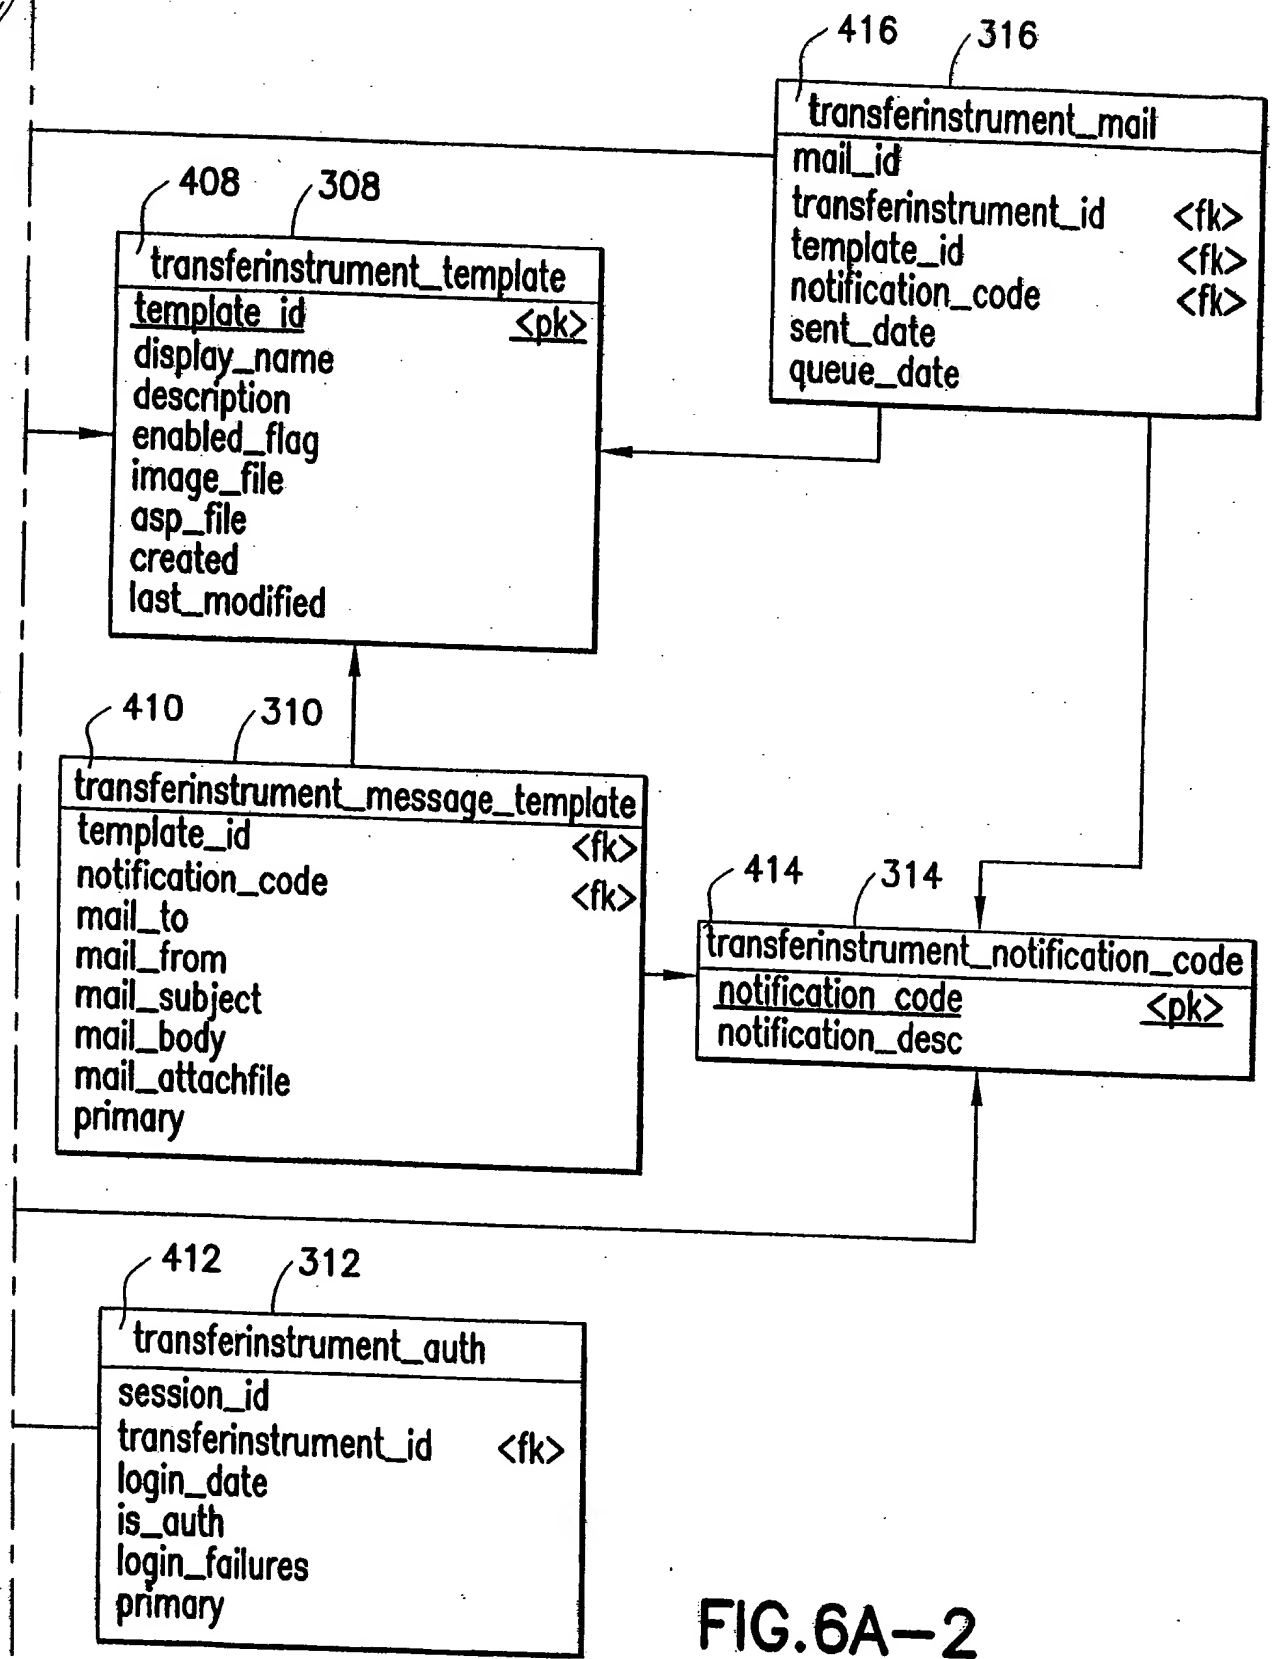 416 316
transferinstrument_mail
mail_id
transferinstrument_id <fk>
template_id <fk>
notification_code <fk>
sent_date
queue_date
408 308
transferinstrument_template
template_id <pk>
display_name
description
enabled_flag
image_file
asp_file
created
last_modified
410 310
transferinstrument_message_template
template_id <fk>
notification_code <fk>
mail_to
mail_from
mail_subject
mail_body
mail_attachfile
primary
414 314
transferinstrument_notification_code
notification_code <pk>
notification_desc
412 312
transferinstrument_auth
session_id
transferinstrument_id <fk>
login_date
is_auth
login_failures
primary
FIG.6A-2